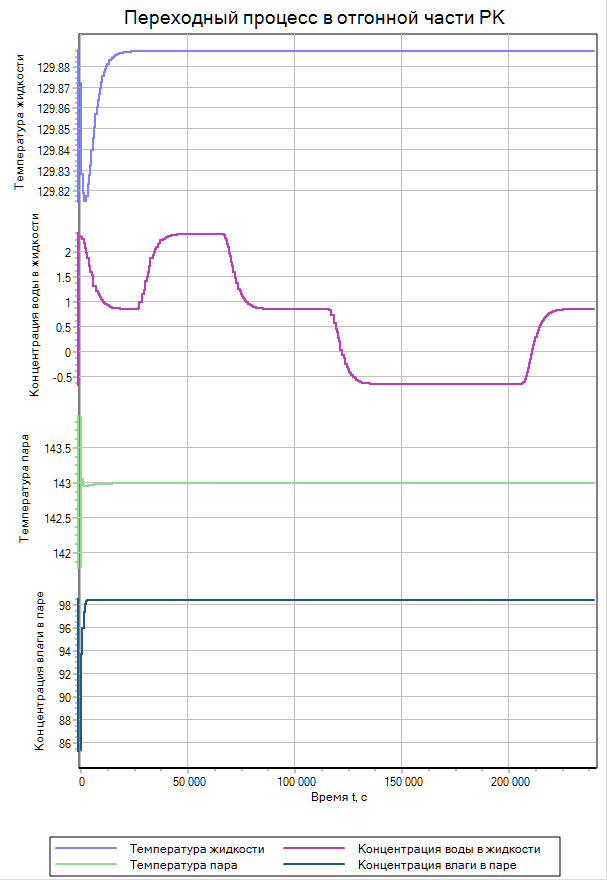 Переходный процесс в отгонной части РК
Температура жидкости
129.88
129.87
129.86
129.85
129.84
129.83
129.82
Концентрация воды в жидкости
2
1.5
1
0.5
0
-0.5
Температура пара
143.5
143
142.5
142
Концентрация влаги в паре
98
96
94
92
90
88
86
0 50 000 100 000 150 000 200 000
Время t, с
Температура жидкости Концентрация воды в жидкости
Температура пара Концентрация влаги в паре